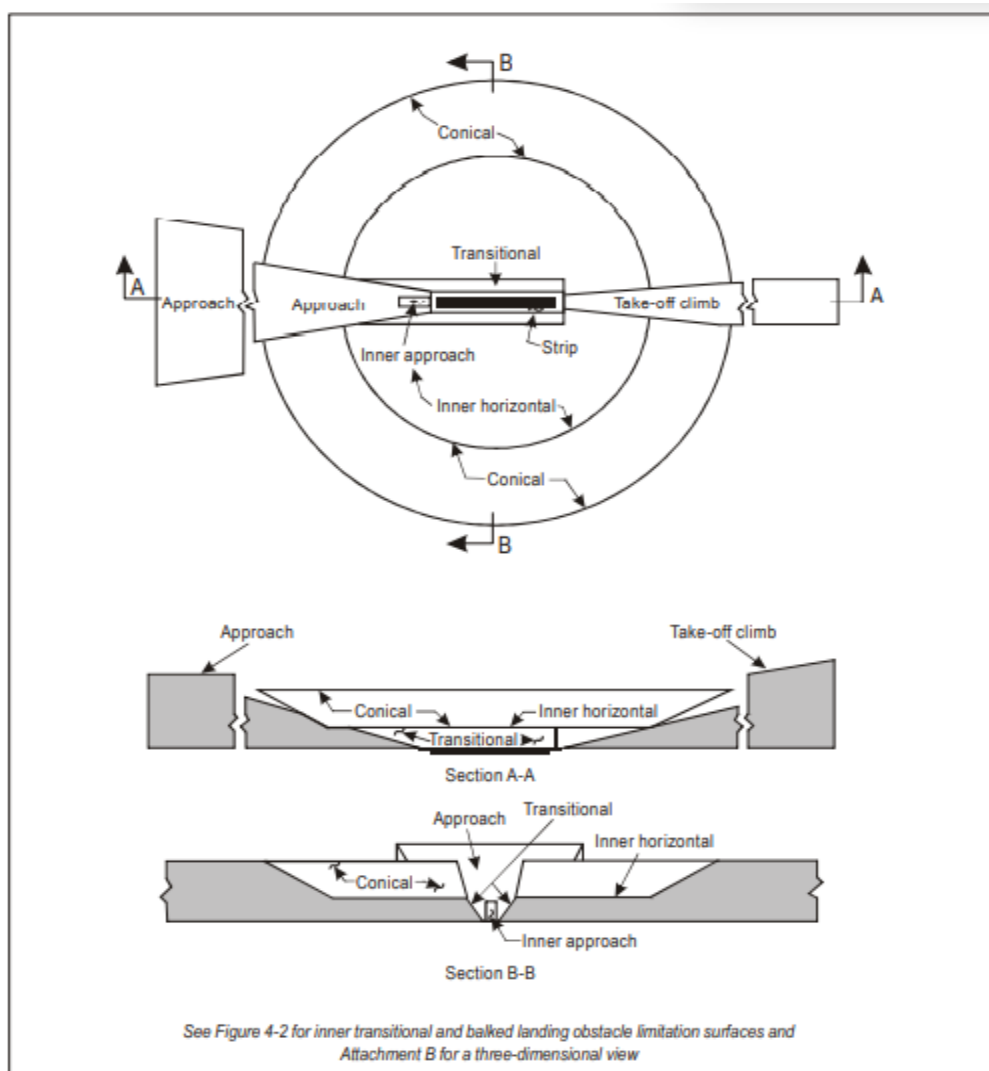 B
Conical
Transitional
A
Approach
Approach
Take-off climb
A
Inner approach
Strip
Inner horizontal
Conical
B
Approach
Take-off climb
Conical
Inner horizontal
Transitional
Section A-A
Transitional
Approach
Inner horizontal
Conical
Inner approach
Section B-B
See Figure 4-2 for inner transitional and balked landing obstacle limitation surfaces and
Attachment B for a three-dimensional view